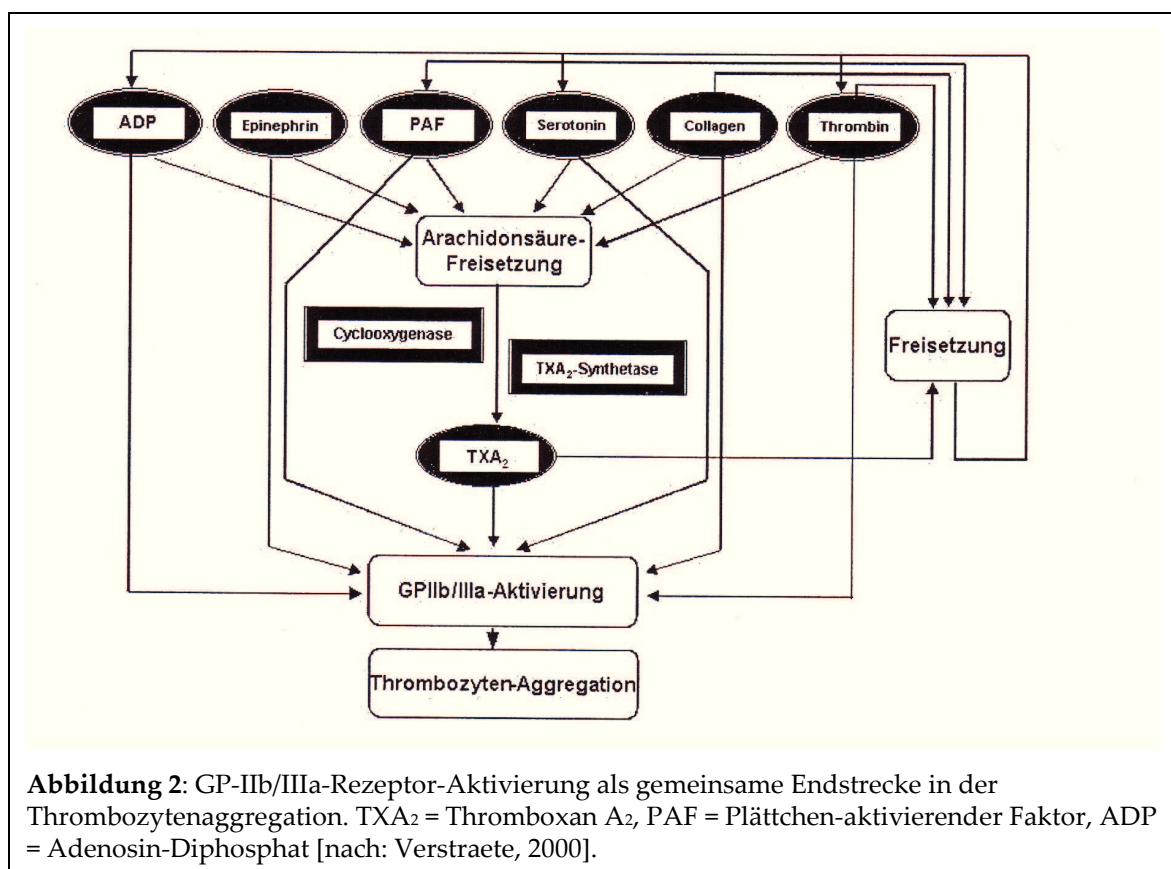 ADP
Epinephrin
PAF
Serotonin
Collagen
Thrombin
Arachidonsäure-
Freisetzung
Cyclooxygenase
TXA₂-Synthetase
Freisetzung
TXA₂
GPIIb/IIIa-Aktivierung
Thrombozyten-Aggregation
Abbildung 2: GP-IIb/IIIa-Rezeptor-Aktivierung als gemeinsame Endstrecke in der
Thrombozytenaggregation. TXA₂ = Thromboxan A₂, PAF = Plättchen-aktivierender Faktor, ADP
= Adenosin-Diphosphat [nach: Verstraete, 2000].